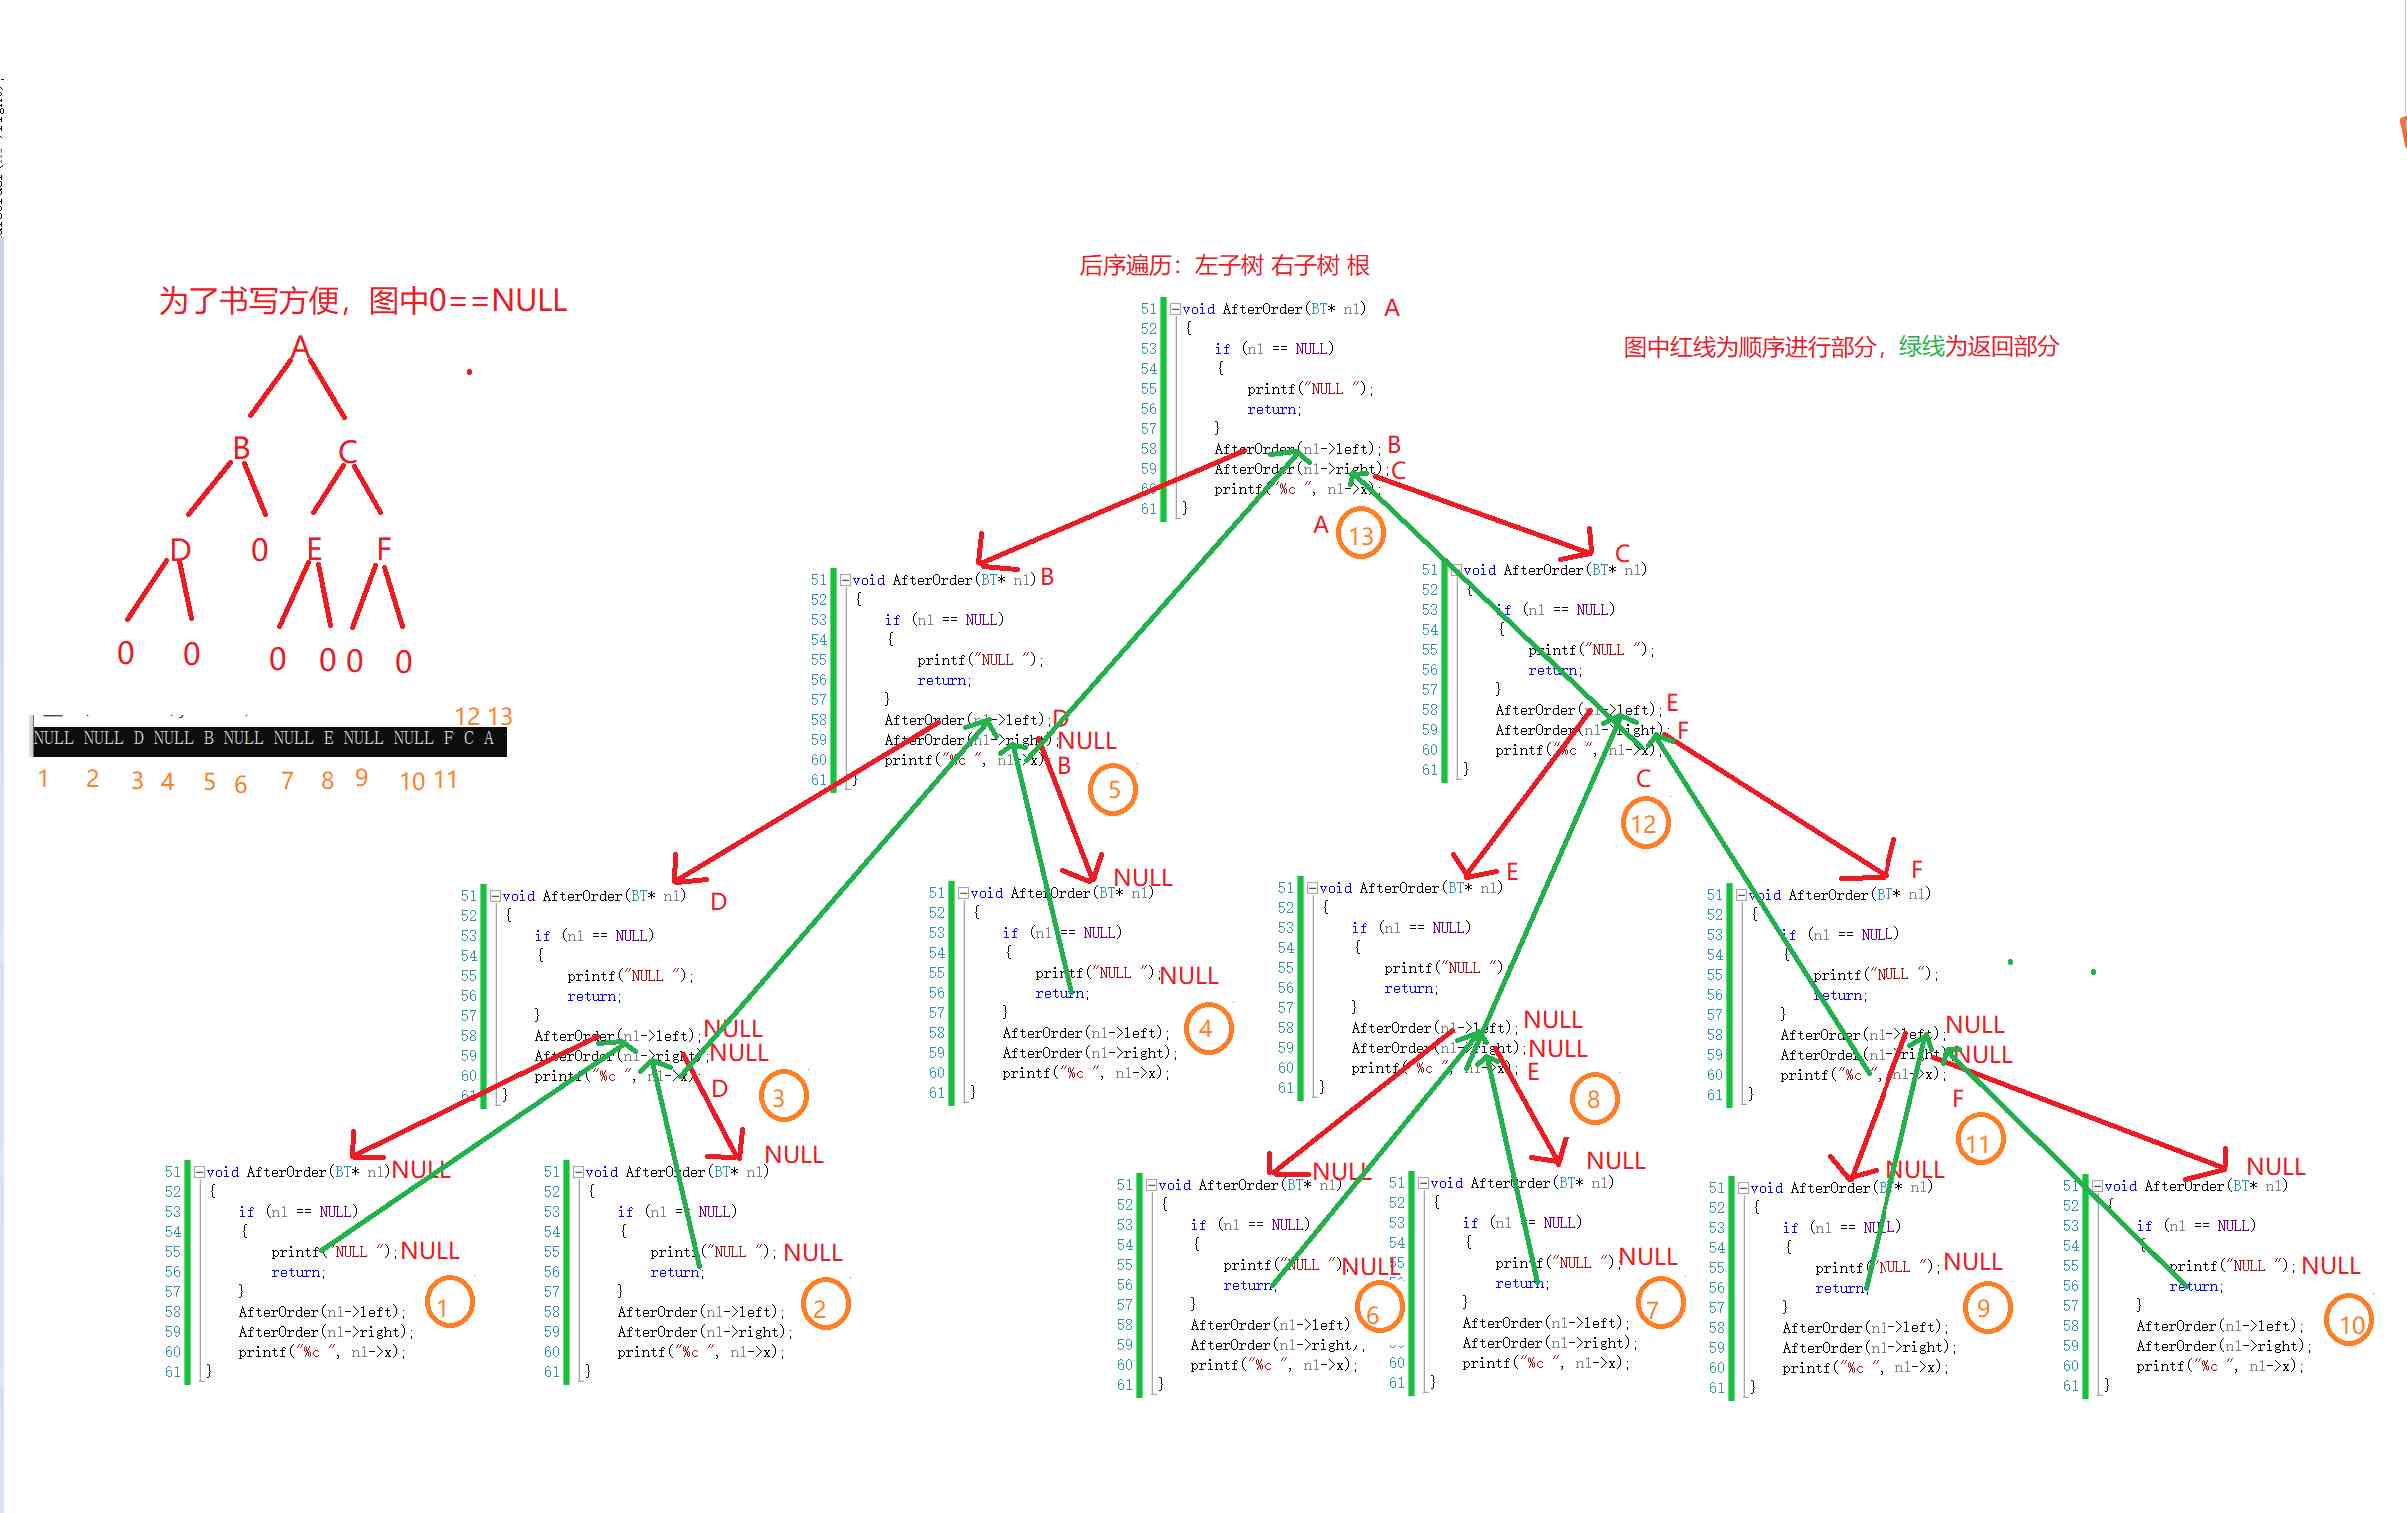 后序遍历：左子树 右子树 根
为了书写方便，图中0==NULL
图中红线为顺序进行部分，绿线为返回部分
A
B C
D 0 E F
0 0 0 0 0 0
12 13
NULL NULL D NULL B NULL NULL E NULL NULL F C A
1 2 3 4 5 6 7 8 9 10 11
51 void AfterOrder(BT* n1) A
52 {
53 if (n1 == NULL)
54 {
55 printf("NULL ");
56 return;
57 }
58 AfterOrder(n1->left); B
59 AfterOrder(n1->right); C
60 printf("%c ", n1->x);
61 }
A 13
51 void AfterOrder(BT* n1) B
52 {
53 if (n1 == NULL)
54 {
55 printf("NULL ");
56 return;
57 }
58 AfterOrder(n1->left); D
59 AfterOrder(n1->right); NULL
60 printf("%c ", n1->x); B
61 }
5
C
51 void AfterOrder(BT* n1)
52 {
53 if (n1 == NULL)
54 {
55 printf("NULL ");
56 return;
57 }
58 AfterOrder(n1->left); E
59 AfterOrder(n1->right); F
60 printf("%c ", n1->x);
61 }
C
12
51 void AfterOrder(BT* n1) D
52 {
53 if (n1 == NULL)
54 {
55 printf("NULL ");
56 return;
57 }
58 AfterOrder(n1->left); NULL
59 AfterOrder(n1->right); NULL
60 printf("%c ", n1->x); D
61 }
3
NULL
51 void AfterOrder(BT* n1)
52 {
53 if (n1 == NULL)
54 {
55 printf("NULL "); NULL
56 return;
57 }
58 AfterOrder(n1->left);
59 AfterOrder(n1->right);
60 printf("%c ", n1->x);
61 }
4
E
51 void AfterOrder(BT* n1)
52 {
53 if (n1 == NULL)
54 {
55 printf("NULL ")
56 return;
57 }
58 AfterOrder(n1->left); NULL
59 AfterOrder(n1->right); NULL
60 printf("%c ", n1->x); E
61 }
8
F
51 void AfterOrder(BT* n1)
52 {
53 if (n1 == NULL)
54 {
55 printf("NULL ");
56 return;
57 }
58 AfterOrder(n1->left); NULL
59 AfterOrder(n1->right); NULL
60 printf("%c ", n1->x);
61 }
F
11
51 void AfterOrder(BT* n1) NULL
52 {
53 if (n1 == NULL)
54 {
55 printf("NULL "); NULL
56 return;
57 }
58 AfterOrder(n1->left);
59 AfterOrder(n1->right);
60 printf("%c ", n1->x);
61 }
1
NULL
51 void AfterOrder(BT* n1)
52 {
53 if (n1 == NULL)
54 {
55 printf("NULL "); NULL
56 return;
57 }
58 AfterOrder(n1->left);
59 AfterOrder(n1->right);
60 printf("%c ", n1->x);
61 }
2
NULL
51 void AfterOrder(BT* n1)
52 {
53 if (n1 == NULL)
54 {
55 printf("NULL ") NULL
56 return;
57 }
58 AfterOrder(n1->left)
59 AfterOrder(n1->right)
60 printf("%c ", n1->x);
61 }
6
NULL
51 void AfterOrder(BT* n1)
52 {
53 if (n1 == NULL)
54 {
55 printf("NULL ") NULL
56 return;
57 }
58 AfterOrder(n1->left);
AfterOrder(n1->right);
60 printf("%c ", n1->x);
61 }
7
NULL
51 void AfterOrder(BT* n1)
52 {
53 if (n1 == NULL)
54 {
55 printf("NULL "); NULL
56 return;
57 }
58 AfterOrder(n1->left);
59 AfterOrder(n1->right);
60 printf("%c ", n1->x);
61 }
9
NULL
51 void AfterOrder(BT* n1)
52 {
53 if (n1 == NULL)
54 {
55 printf("NULL "); NULL
56 return;
57 }
58 AfterOrder(n1->left);
59 AfterOrder(n1->right);
60 printf("%c ", n1->x);
61 }
10